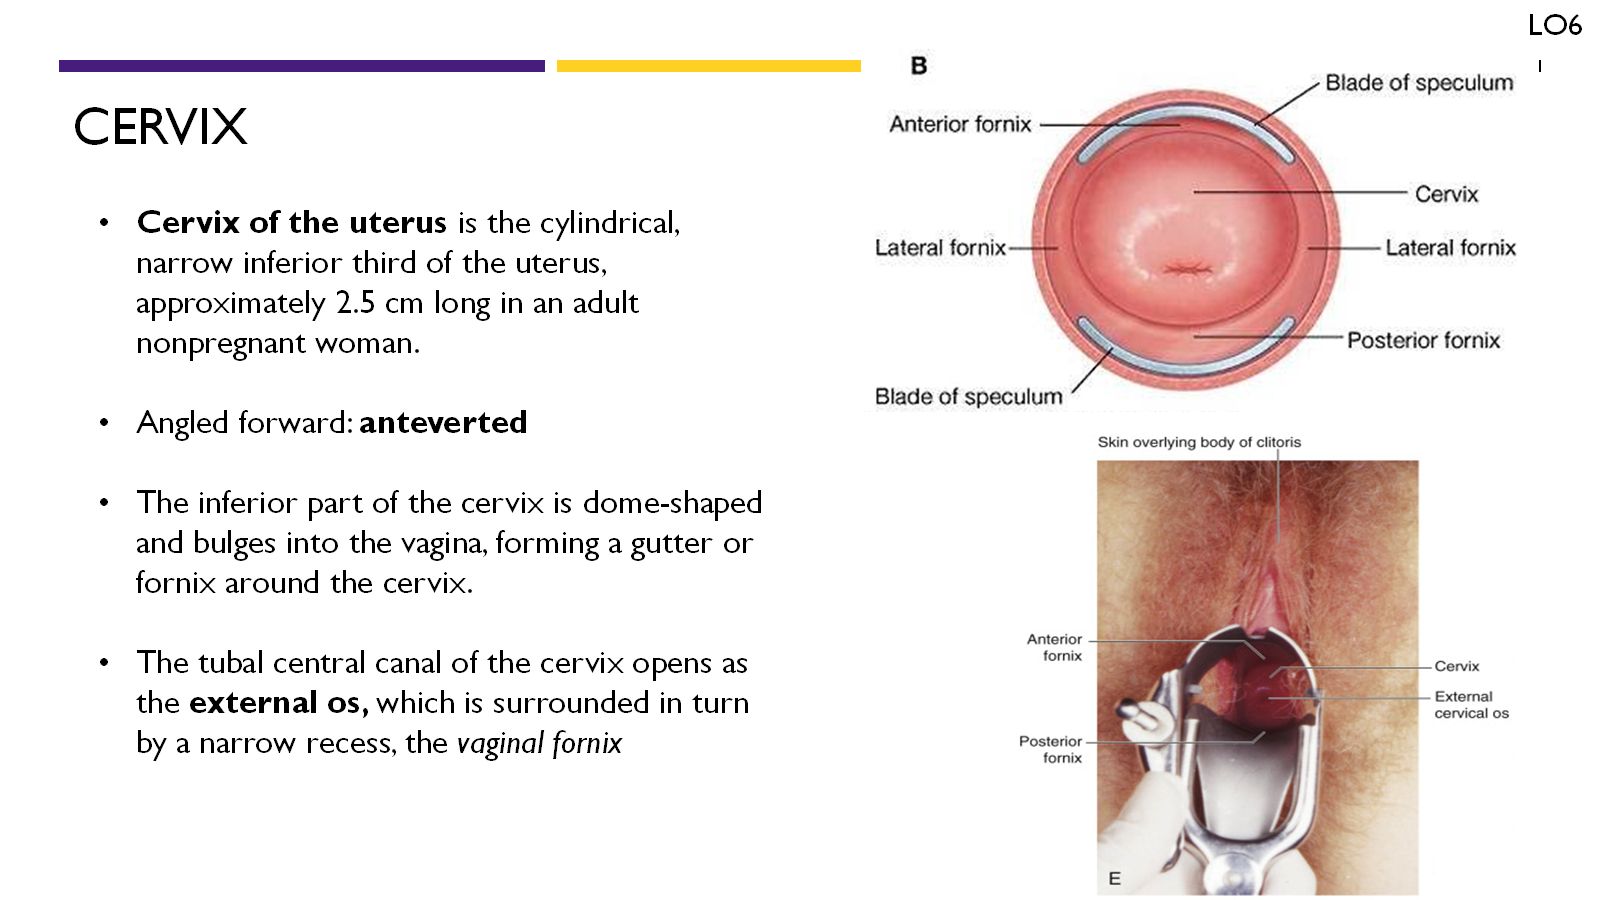 LO6
CERVIX
• Cervix of the uterus is the cylindrical,
narrow inferior third of the uterus,
approximately 2.5 cm long in an adult
nonpregnant woman.
• Angled forward: anteverted
• The inferior part of the cervix is dome-shaped
and bulges into the vagina, forming a gutter or
fornix around the cervix.
• The tubal central canal of the cervix opens as
the external os, which is surrounded in turn
by a narrow recess, the vaginal fornix
B
Blade of speculum
Anterior fornix
Cervix
Lateral fornix
Lateral fornix
Posterior fornix
Blade of speculum
Skin overlying body of clitoris
Anterior
fornix
Cervix
External
cervical os
Posterior
fornix
E